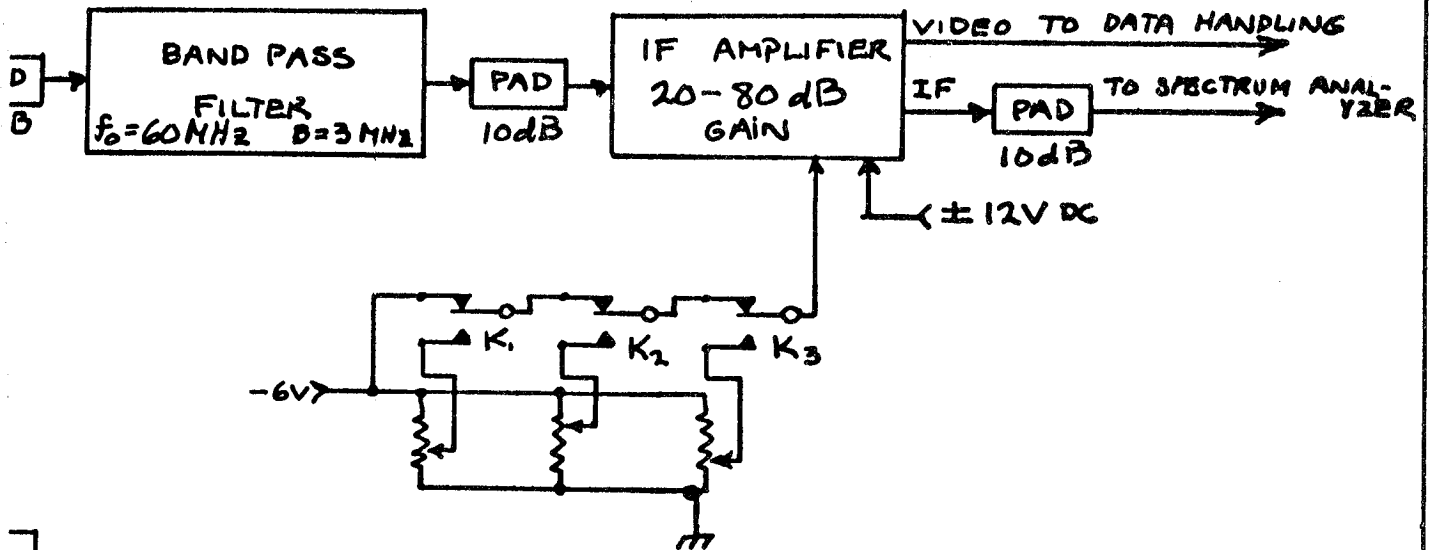 D
B
BAND PASS
FILTER
f₀=60MHz B=3MHz
PAD
10dB
IF AMPLIFIER
20-80 dB
GAIN
VIDEO TO DATA HANDLING
IF
PAD
10dB
TO SPECTRUM ANAL-
YZER
± 12V DC
K₁
K₂
K₃
-6V